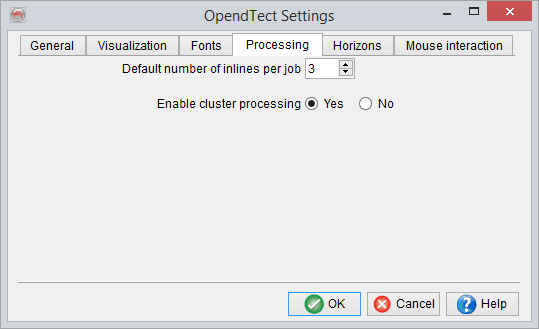 OpendTect Settings
General Visualization Fonts Processing Horizons Mouse interaction
Default number of inlines per job 3
Enable cluster processing Yes No
OK Cancel Help